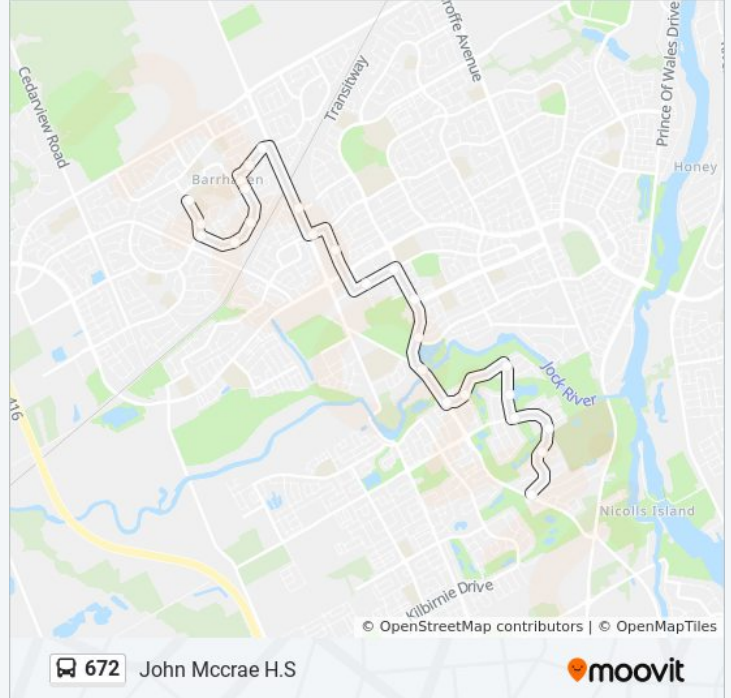 Cedarview Road
Transitway
roffe Avenue
Prince Of Wales Drive
Honey
Barrhaven
Jock River
416
Nicolls Island
Kilbirnie Drive
© OpenStreetMap contributors | © OpenMapTiles
672 John Mccrae H.S
moovit